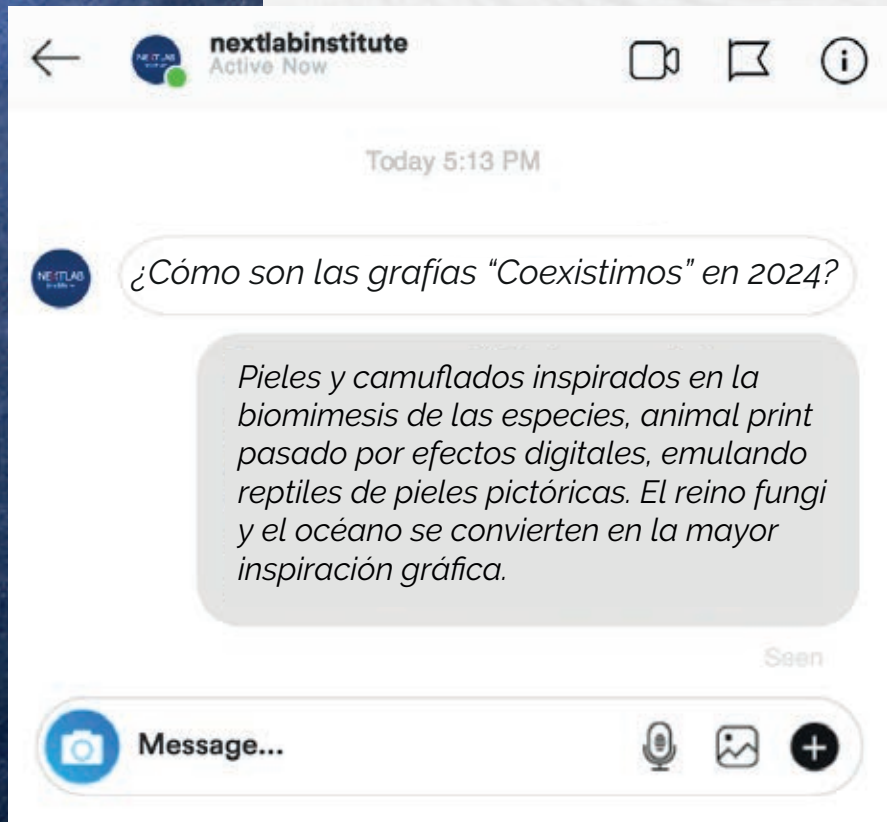 nextlabinstitute
Active Now
Today 5:13 PM
¿Cómo son las grafías “Coexistimos” en 2024?
Pieles y camuflados inspirados en la
biomimesis de las especies, animal print
pasado por efectos digitales, emulando
reptiles de pieles pictóricas. El reino fungi
y el océano se convierten en la mayor
inspiración gráfica.
Seen
Message...